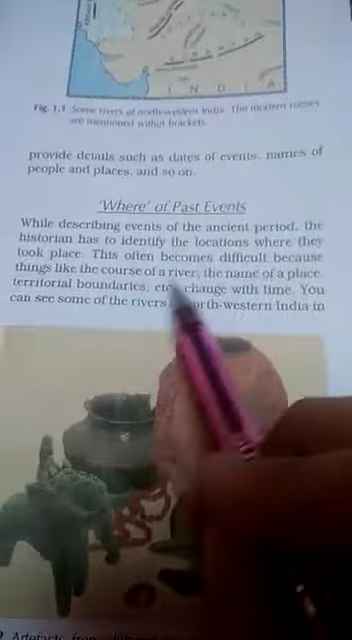 I N D I A
Fig. 1.1 Some rivers of north-western India. The modern names
are mentioned within brackets.
provide details such as dates of events, names of
people and places, and so on.
'Where' of Past Events
While describing events of the ancient period, the
historian has to identify the locations where they
took place. This often becomes difficult because
things like the course of a river, the name of a place,
territorial boundaries, etc., change with time. You
can see some of the rivers north-western India in
Artefacts